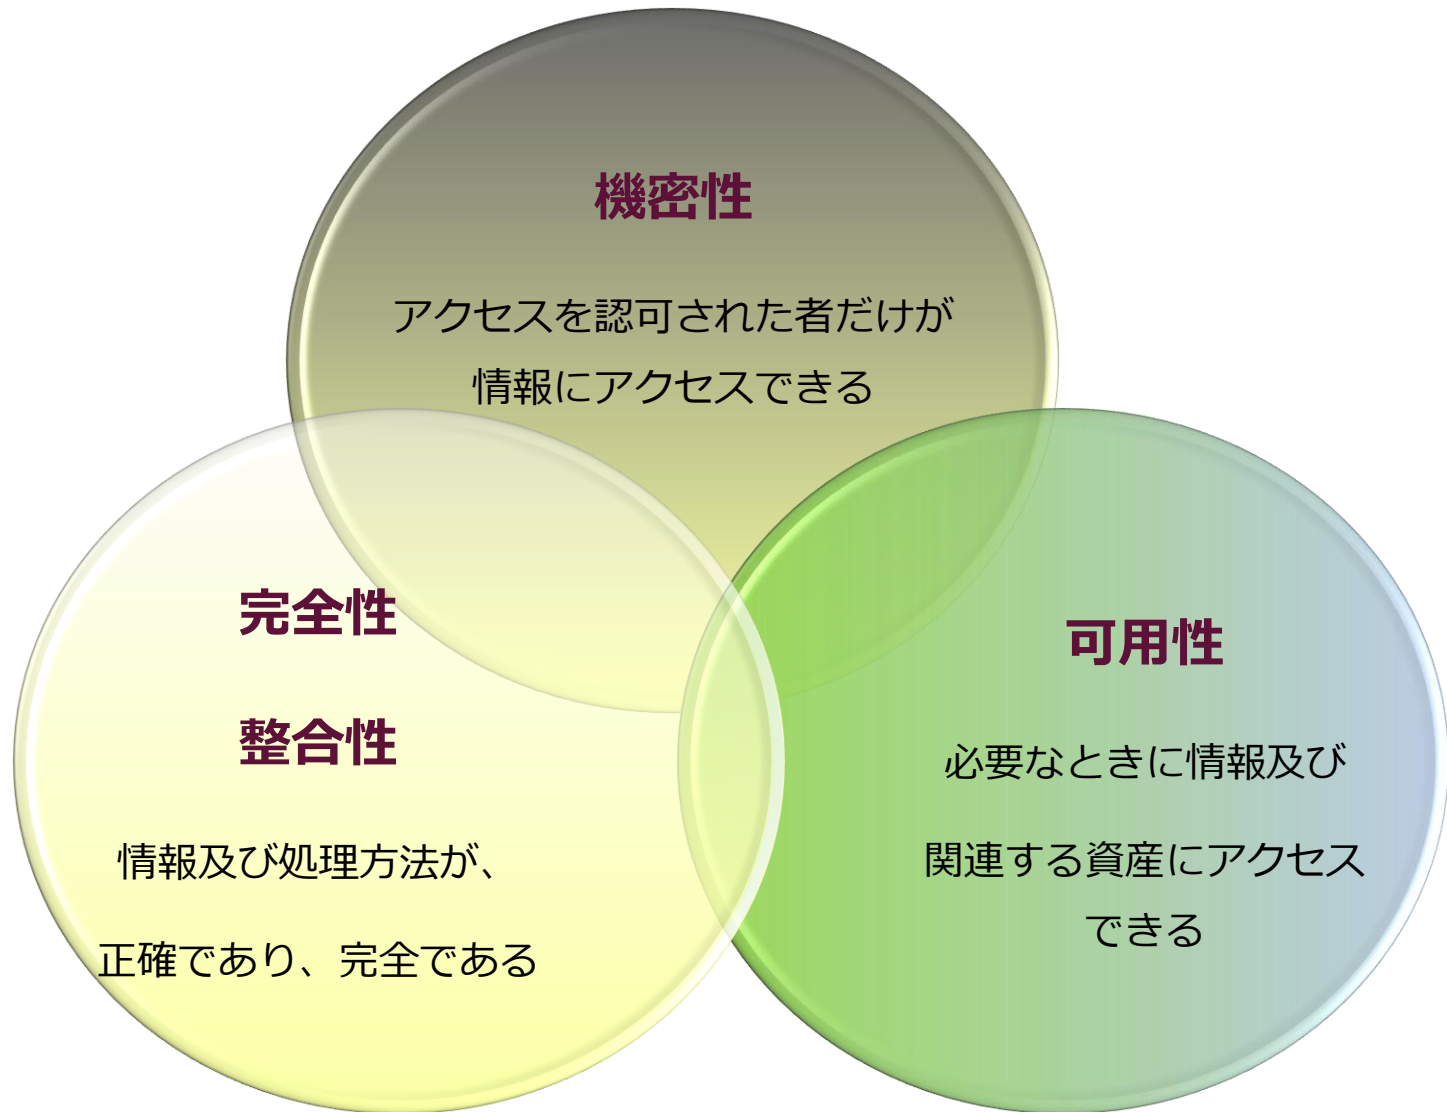 機密性
アクセスを認可された者だけが
情報にアクセスできる
完全性
整合性
情報及び処理方法が、
正確であり、完全である
可用性
必要なときに情報及び
関連する資産にアクセス
できる